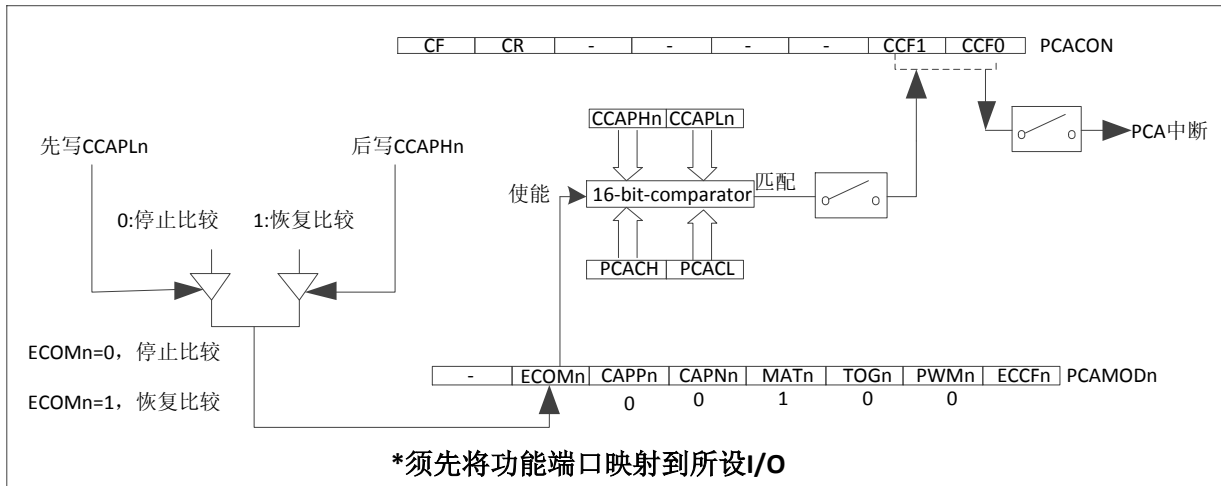 CF CR - - - - CCF1 CCF0 PCACON
CCAPHn CCAPLn
先写CCAPLn 后写CCAPHn
PCA中断
使能 16-bit-comparator 匹配
0:停止比较 1:恢复比较
PCACH PCACL
ECOMn=0，停止比较
- ECOMn CAPPn CAPNn MATn TOGn PWMn ECCFn PCAMODn
ECOMn=1，恢复比较
0 0 1 0 0
*须先将功能端口映射到所设I/O